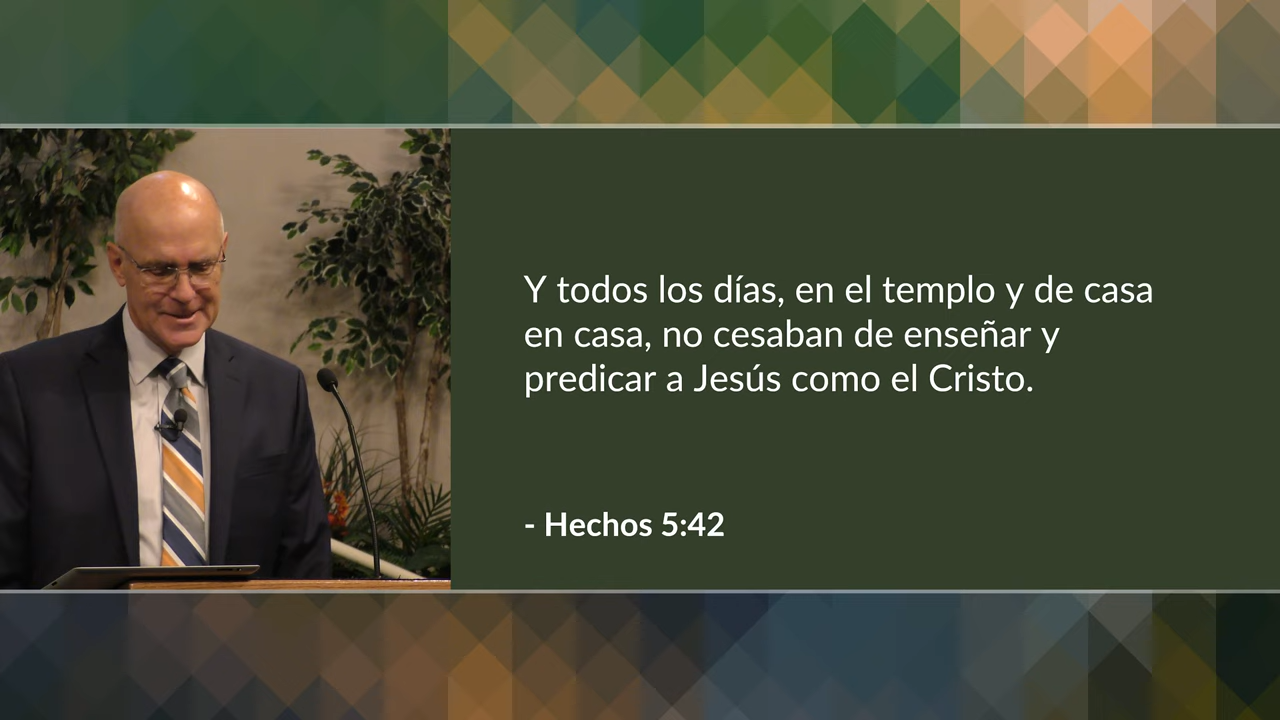 Y todos los días, en el templo y de casa
en casa, no cesaban de enseñar y
predicar a Jesús como el Cristo.
- Hechos 5:42